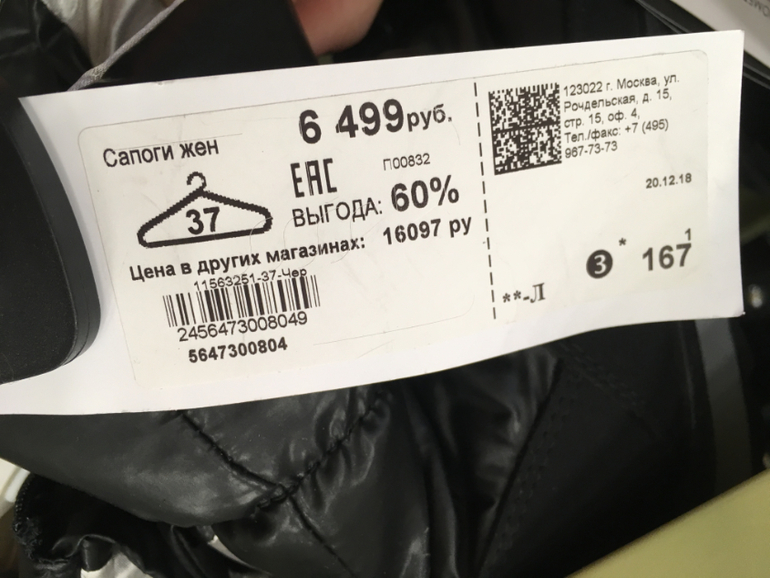 6 499руб.
Сапоги жен
ЕАС
П00832
37
ВЫГОДА: 60%
Цена в других магазинах: 16097 ру
11563251-37-Чер
2456473008049
5647300804
123022 г. Москва, ул.
Рочдельская, д. 15,
стр. 15, оф. 4,
Тел./факс: +7 (495)
967-73-73
20.12.18
3 * 167 1
**-Л